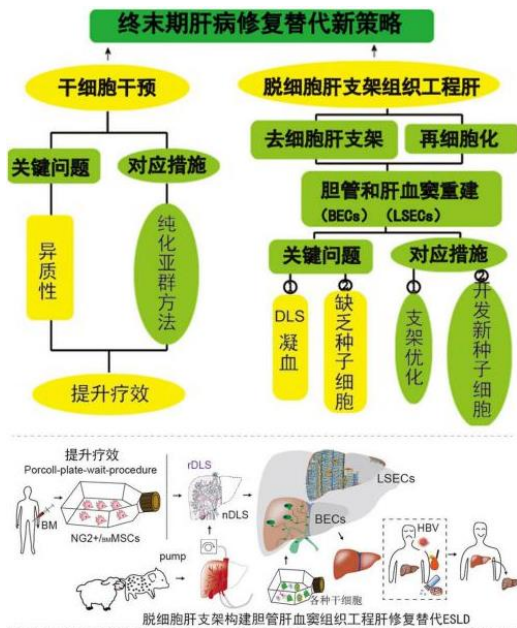 终末期肝病修复替代新策略
干细胞干预
关键问题
对应措施
异质性
纯化亚群方法
提升疗效
脱细胞肝支架组织工程肝
去细胞肝支架
再细胞化
胆管和肝血窦重建
(BECs) (LSECs)
关键问题
对应措施
①
DLS
凝血
②
缺乏种子细胞
①
支架优化
②
开发新种子细胞
提升疗效
Porcoll-plate-wait-procedure
BM
NG2+/BMMSCs
rDLS
nDLS
pump
LSECs
BECs
HBV
各种干细胞
脱细胞肝支架构建胆管肝血窦组织工程肝修复替代ESLD